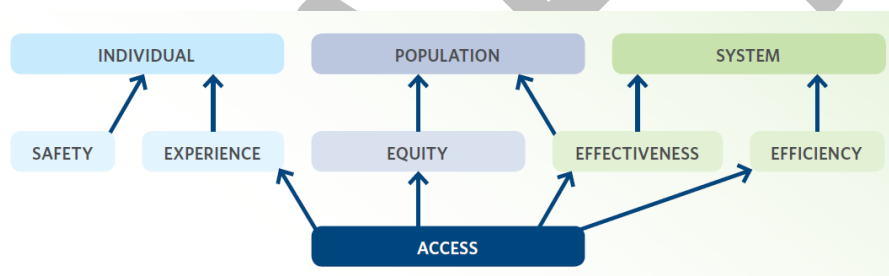 INDIVIDUAL POPULATION SYSTEM
SAFETY EXPERIENCE EQUITY EFFECTIVENESS EFFICIENCY
ACCESS